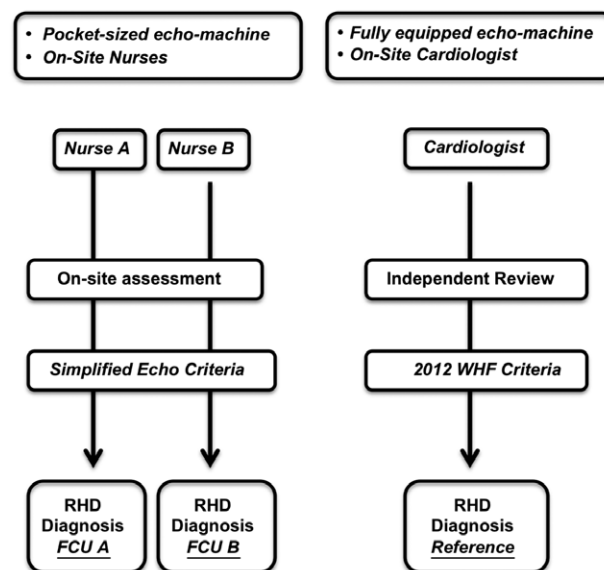 • Pocket-sized echo-machine
• On-Site Nurses
• Fully equipped echo-machine
• On-Site Cardiologist
Nurse A
Nurse B
Cardiologist
On-site assessment
Independent Review
Simplified Echo Criteria
2012 WHF Criteria
RHD
Diagnosis
FCU A
RHD
Diagnosis
FCU B
RHD
Diagnosis
Reference